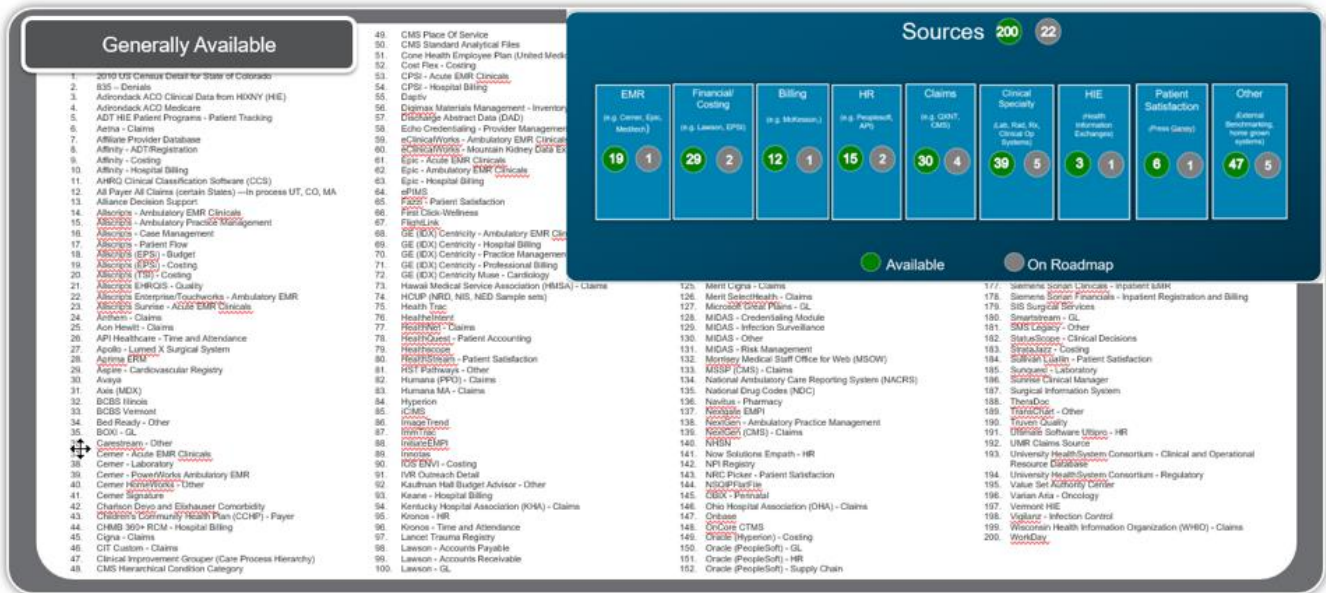 Generally Available
1. 2010 US Census Detail for State of Colorado
2. 835 – Denials
3. Adirondack ACO Clinical Data from HIXNY (HIE)
4. Adirondack ACO Medicare
5. ADT HIE Patient Programs - Patient Tracking
6. Aetna - Claims
7. Affiliate Provider Database
8. Affinity - ADT/Registration
9. Affinity - Costing
10. Affinity - Hospital Billing
11. AHRQ Clinical Classification Software (CCS)
12. All Payer All Claims (certain States) —In process UT, CO, MA
13. Alliance Decision Support
14. Allscripts - Ambulatory EMR Clinicals
15. Allscripts - Ambulatory Practice Management
16. Allscripts - Case Management
17. Allscripts - Patient Flow
18. Allscripts (EPSi) - Budget
19. Allscripts (EPSi) - Costing
20. Allscripts (TSI) - Costing
21. Allscripts EHRQIS - Quality
22. Allscripts Enterprise/Touchworks - Ambulatory EMR
23. Allscripts Sunrise - Acute EMR Clinicals
24. Anthem - Claims
25. Aon Hewitt - Claims
26. API Healthcare - Time and Attendance
27. Apollo - Lumed X Surgical System
28. Aprima ERM
29. Aspire - Cardiovascular Registry
30. Avaya
31. Axis (MDX)
32. BCBS Illinois
33. BCBS Vermont
34. Bed Ready - Other
35. BOXI - GL
Carestream - Other
Cerner - Acute EMR Clinicals
38. Cerner - Laboratory
39. Cerner - PowerWorks Ambulatory EMR
40. Cerner HomeWorks - Other
41. Cerner Signature
42. Charlson Deyo and Elixhauser Comorbidity
43. Children's Community Health Plan (CCHP) - Payer
44. CHMB 360+ RCM - Hospital Billing
45. Cigna - Claims
46. CIT Custom - Claims
47. Clinical Improvement Grouper (Care Process Hierarchy)
48. CMS Hierarchical Condition Category
49. CMS Place Of Service
50. CMS Standard Analytical Files
51. Cone Health Employee Plan (United Medi
52. Cost Flex - Costing
53. CPSI - Acute EMR Clinicals
54. CPSI - Hospital Billing
55. Daptiv
56. Digimax Materials Management - Inventory
57. Discharge Abstract Data (DAD)
58. Echo Credentialing - Provider Managemen
59. eClinicalWorks - Ambulatory EMR Clinicals
60. eClinicalWorks - Mountain Kidney Data Ex
61. Epic - Acute EMR Clinicals
62. Epic - Ambulatory EMR Clinicals
63. Epic - Hospital Billing
64. ePIMS
65. Fazzi - Patient Satisfaction
66. First Click-Wellness
67. FlightLink
68. GE (IDX) Centricity - Ambulatory EMR Clin
69. GE (IDX) Centricity - Hospital Billing
70. GE (IDX) Centricity - Practice Managemen
71. GE (IDX) Centricity - Professional Billing
72. GE (IDX) Centricity Muse - Cardiology
73. Hawaii Medical Service Association (HMSA) - Claims
74. HCUP (NRD, NIS, NED Sample sets)
75. Health Trac
76. HealtheIntent
77. HealthNet - Claims
78. HealthQuest - Patient Accounting
79. Healthscope
80. HealthStream - Patient Satisfaction
81. HST Pathways - Other
82. Humana (PPO) - Claims
83. Humana MA - Claims
84. Hyperion
85. iCIMS
86. ImageTrend
87. ImmTrac
88. InitiateEMPI
89. Innotas
90. IOS ENVI - Costing
91. IVR Outreach Detail
92. Kaufman Hall Budget Advisor - Other
93. Keane - Hospital Billing
94. Kentucky Hospital Association (KHA) - Claims
95. Kronos - HR
96. Kronos - Time and Attendance
97. Lancet Trauma Registry
98. Lawson - Accounts Payable
99. Lawson - Accounts Receivable
100. Lawson - GL
Sources 200 22
EMR
(e.g. Cerner, Epic, Meditech)
19 1
Financial/ Costing
(e.g. Lawson, EPSi)
29 2
Billing
(e.g. McKesson,)
12 1
HR
(e.g. Peoplesoft, API)
15 2
Claims
(e.g. QXNT, CMS)
30 4
Clinical Specialty
(Lab, Rad, Rx, Clinical Op Systems)
39 5
HIE
(Health Information Exchanges)
3 1
Patient Satisfaction
(Press Ganey)
6 1
Other
(External Benchmarking, home grown systems)
47 5
Available
On Roadmap
125. Merit Cigna - Claims
126. Merit SelectHealth - Claims
127. Microsoft Great Plains - GL
128. MIDAS - Credentialing Module
129. MIDAS - Infection Surveillance
130. MIDAS - Other
131. MIDAS - Risk Management
132. Morrisey Medical Staff Office for Web (MSOW)
133. MSSP (CMS) - Claims
134. National Ambulatory Care Reporting System (NACRS)
135. National Drug Codes (NDC)
136. Navitus - Pharmacy
137. Nextgate EMPI
138. NextGen - Ambulatory Practice Management
139. NextGen (CMS) - Claims
140. NHSN
141. Now Solutions Empath - HR
142. NPI Registry
143. NRC Picker - Patient Satisfaction
144. NSQIPFlatFile
145. OBIX - Perinatal
146. Ohio Hospital Association (OHA) - Claims
147. Onbase
148. OnCore CTMS
149. Oracle (Hyperion) - Costing
150. Oracle (PeopleSoft) - GL
151. Oracle (PeopleSoft) - HR
152. Oracle (PeopleSoft) - Supply Chain
177. Siemens Sorian Clinicals - Inpatient EMR
178. Siemens Sorian Financials - Inpatient Registration and Billing
179. SIS Surgical Services
180. Smartstream - GL
181. SMS Legacy - Other
182. StatusScope - Clinical Decisions
183. StrataJazz - Costing
184. Sullivan Luallin - Patient Satisfaction
185. Sunquest - Laboratory
186. Sunrise Clinical Manager
187. Surgical Information System
188. TheraDoc
189. TransChart - Other
190. Truven Quality
191. Ultimate Software Ultipro - HR
192. UMR Claims Source
193. University HealthSystem Consortium - Clinical and Operational
Resource Database
194. University HealthSystem Consortium - Regulatory
195. Value Set Authority Center
196. Varian Aria - Oncology
197. Vermont HIE
198. Vigilanz - Infection Control
199. Wisconsin Health Information Organization (WHIO) - Claims
200. WorkDay